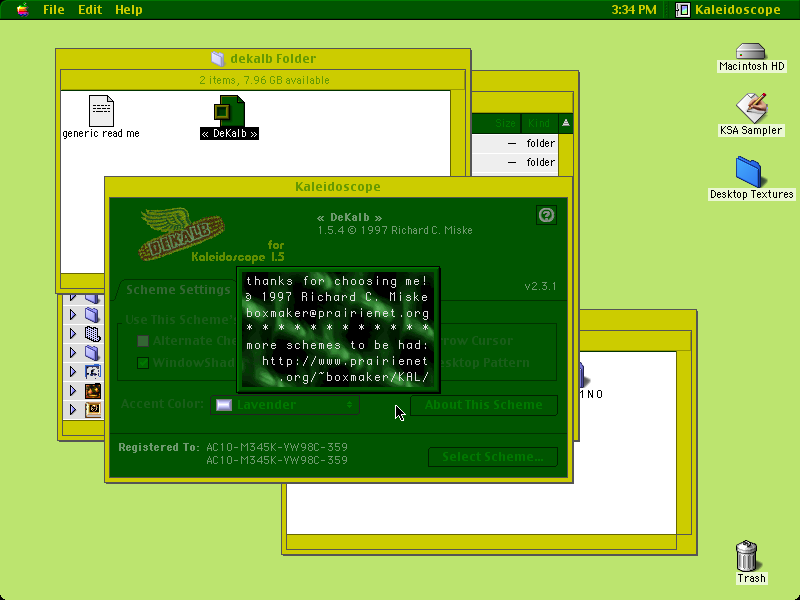 File Edit Help 3:34 PM Kaleidoscope
dekalb Folder
2 items, 7.96 GB available
generic read me
« DeKalb »
Size Kind
— folder
— folder
Macintosh HD
KSA Sampler
Desktop Textures
Kaleidoscope
DEKALB
for
Kaleidoscope 1.5
« DeKalb »
1.5.4 © 1997 Richard C. Miske
v2.3.1
Scheme Settings
Use This Scheme's
Alternate
WindowShad
row Cursor
esktop Pattern
thanks for choosing me!
© 1997 Richard C. Miske
boxmaker@prairienet.org
* * * * * * * * * * * *
more schemes to be had:
http://www.prairienet
.org/~boxmaker/KAL/
Accent Color: Lavender
About This Scheme
Registered To: AC10-M345K-YW98C-359
AC10-M345K-YW98C-359
Select Scheme...
Trash